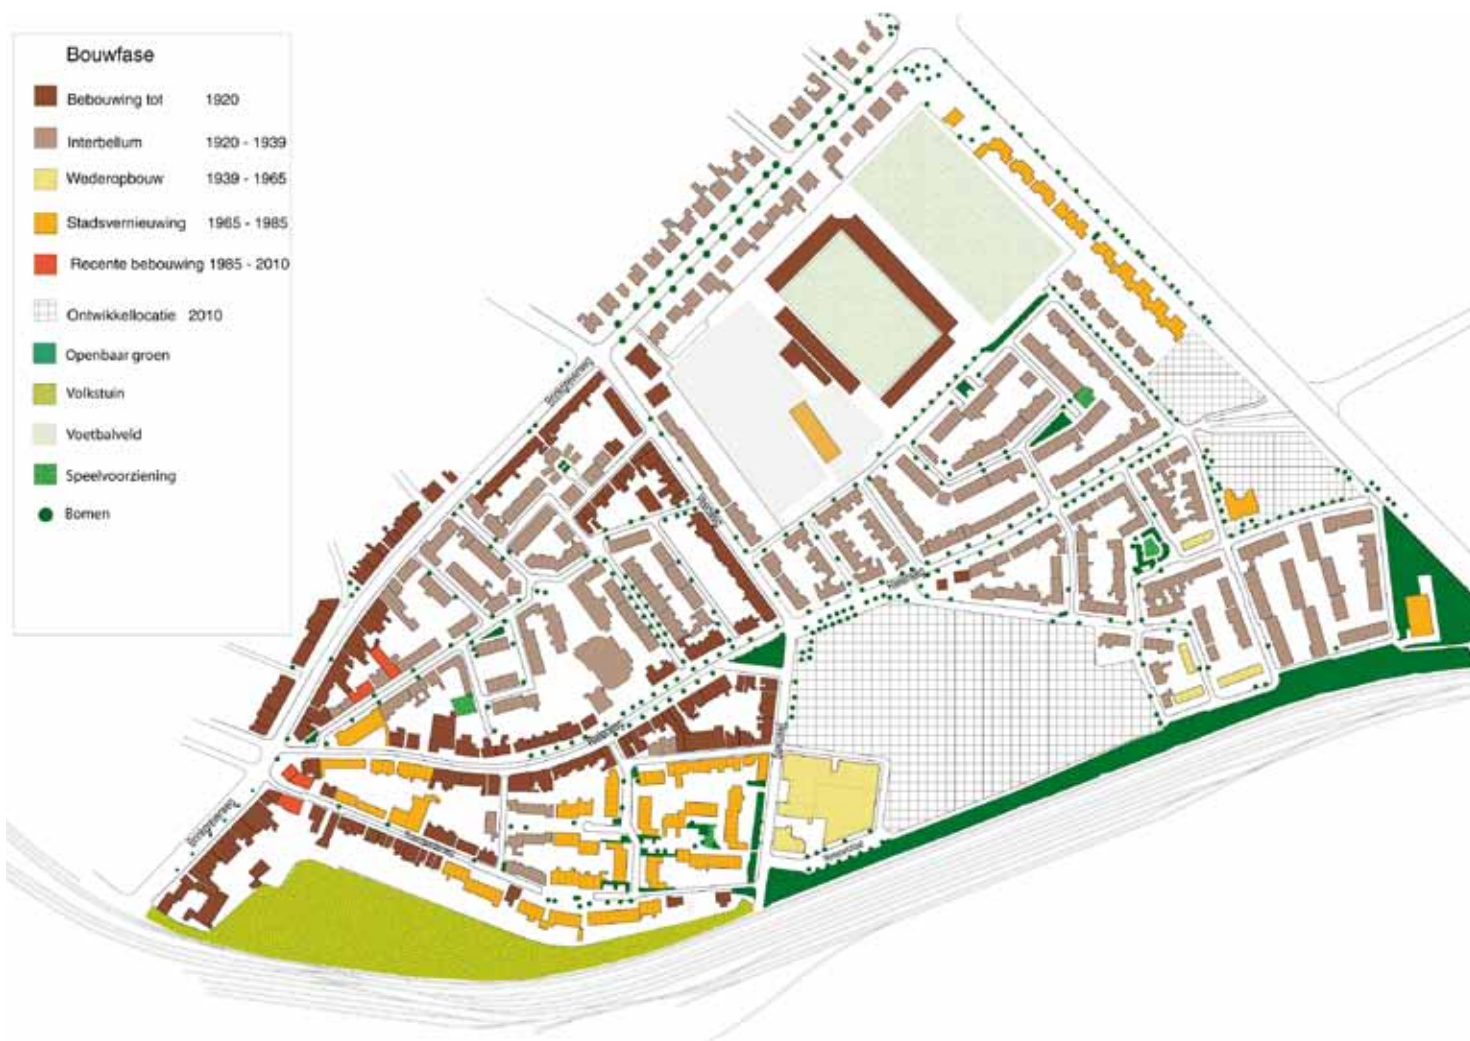 Bouwfase
Bebouwing tot 1920
Interbellum 1920 - 1939
Wederopbouw 1939 - 1965
Stadsvernieuwing 1965 - 1985
Recente bebouwing 1985 - 2010
Ontwikkellocatie 2010
Openbaar groen
Volkstuin
Voetbalveld
Speelvoorziening
Bomen